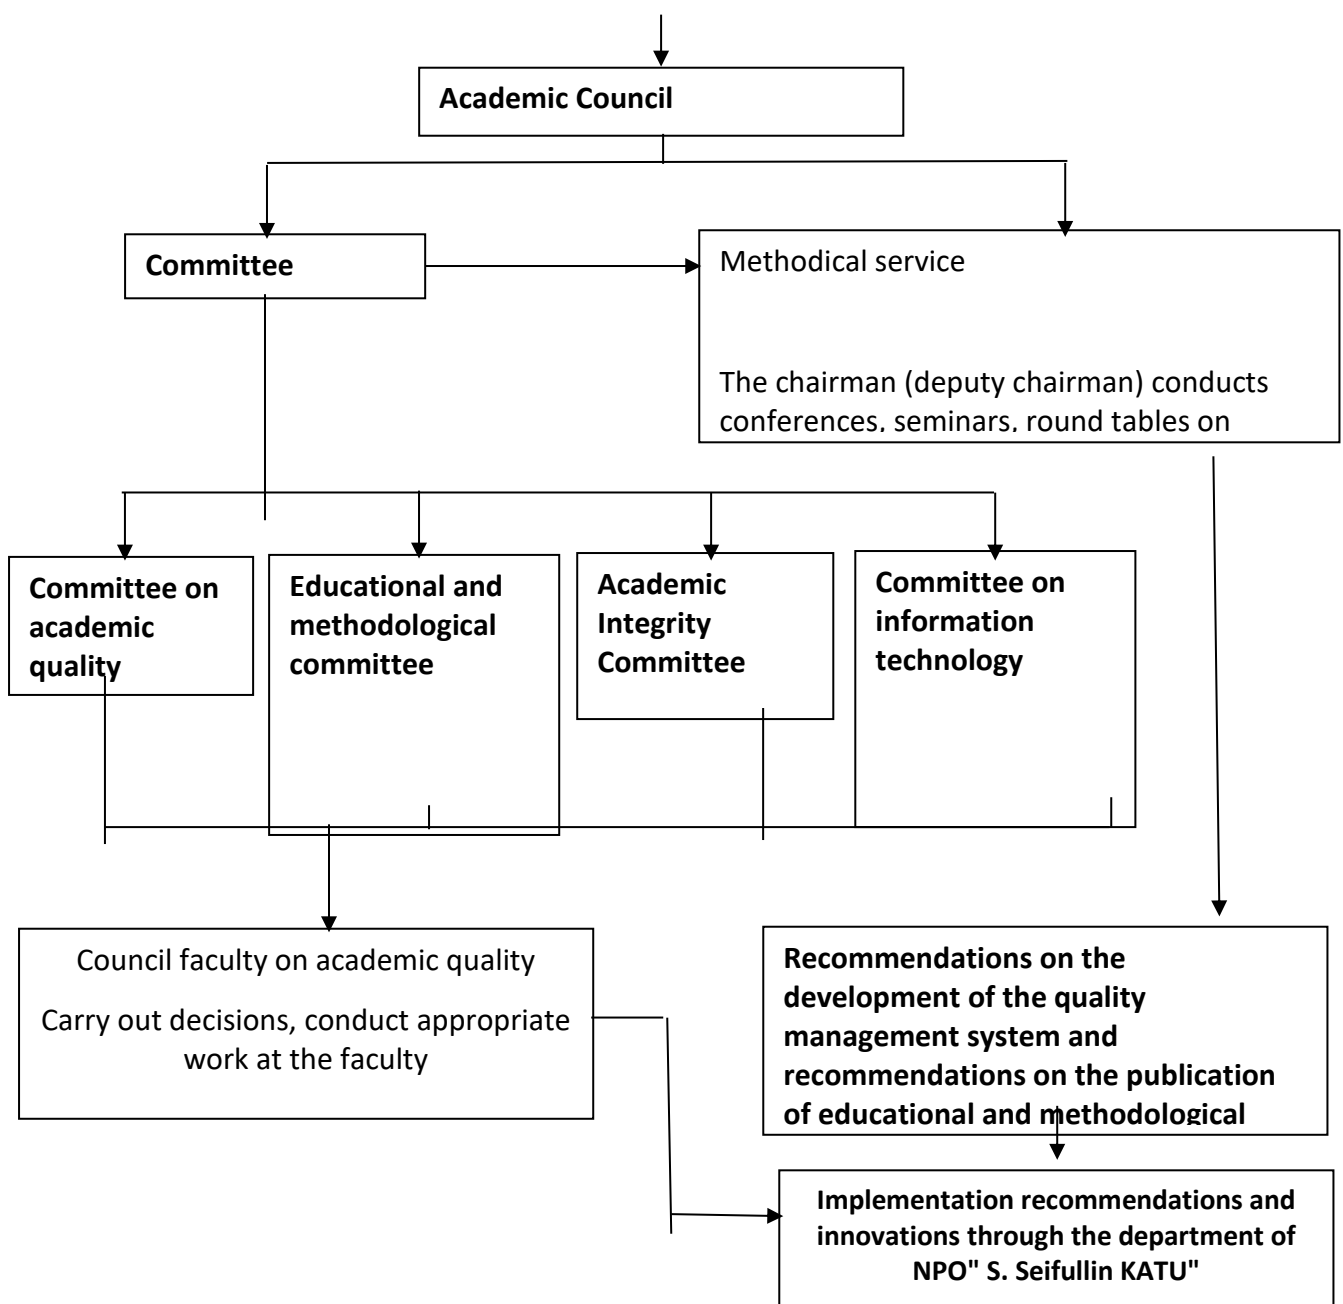 Academic Council
Committee
Methodical service
The chairman (deputy chairman) conducts
conferences, seminars, round tables on
Committee on
academic
quality
Educational and
methodological
committee
Academic
Integrity
Committee
Committee on
information
technology
Council faculty on academic quality
Carry out decisions, conduct appropriate
work at the faculty
Recommendations on the
development of the quality
management system and
recommendations on the publication
of educational and methodological
Implementation recommendations and
innovations through the department of
NPO" S. Seifullin KATU"